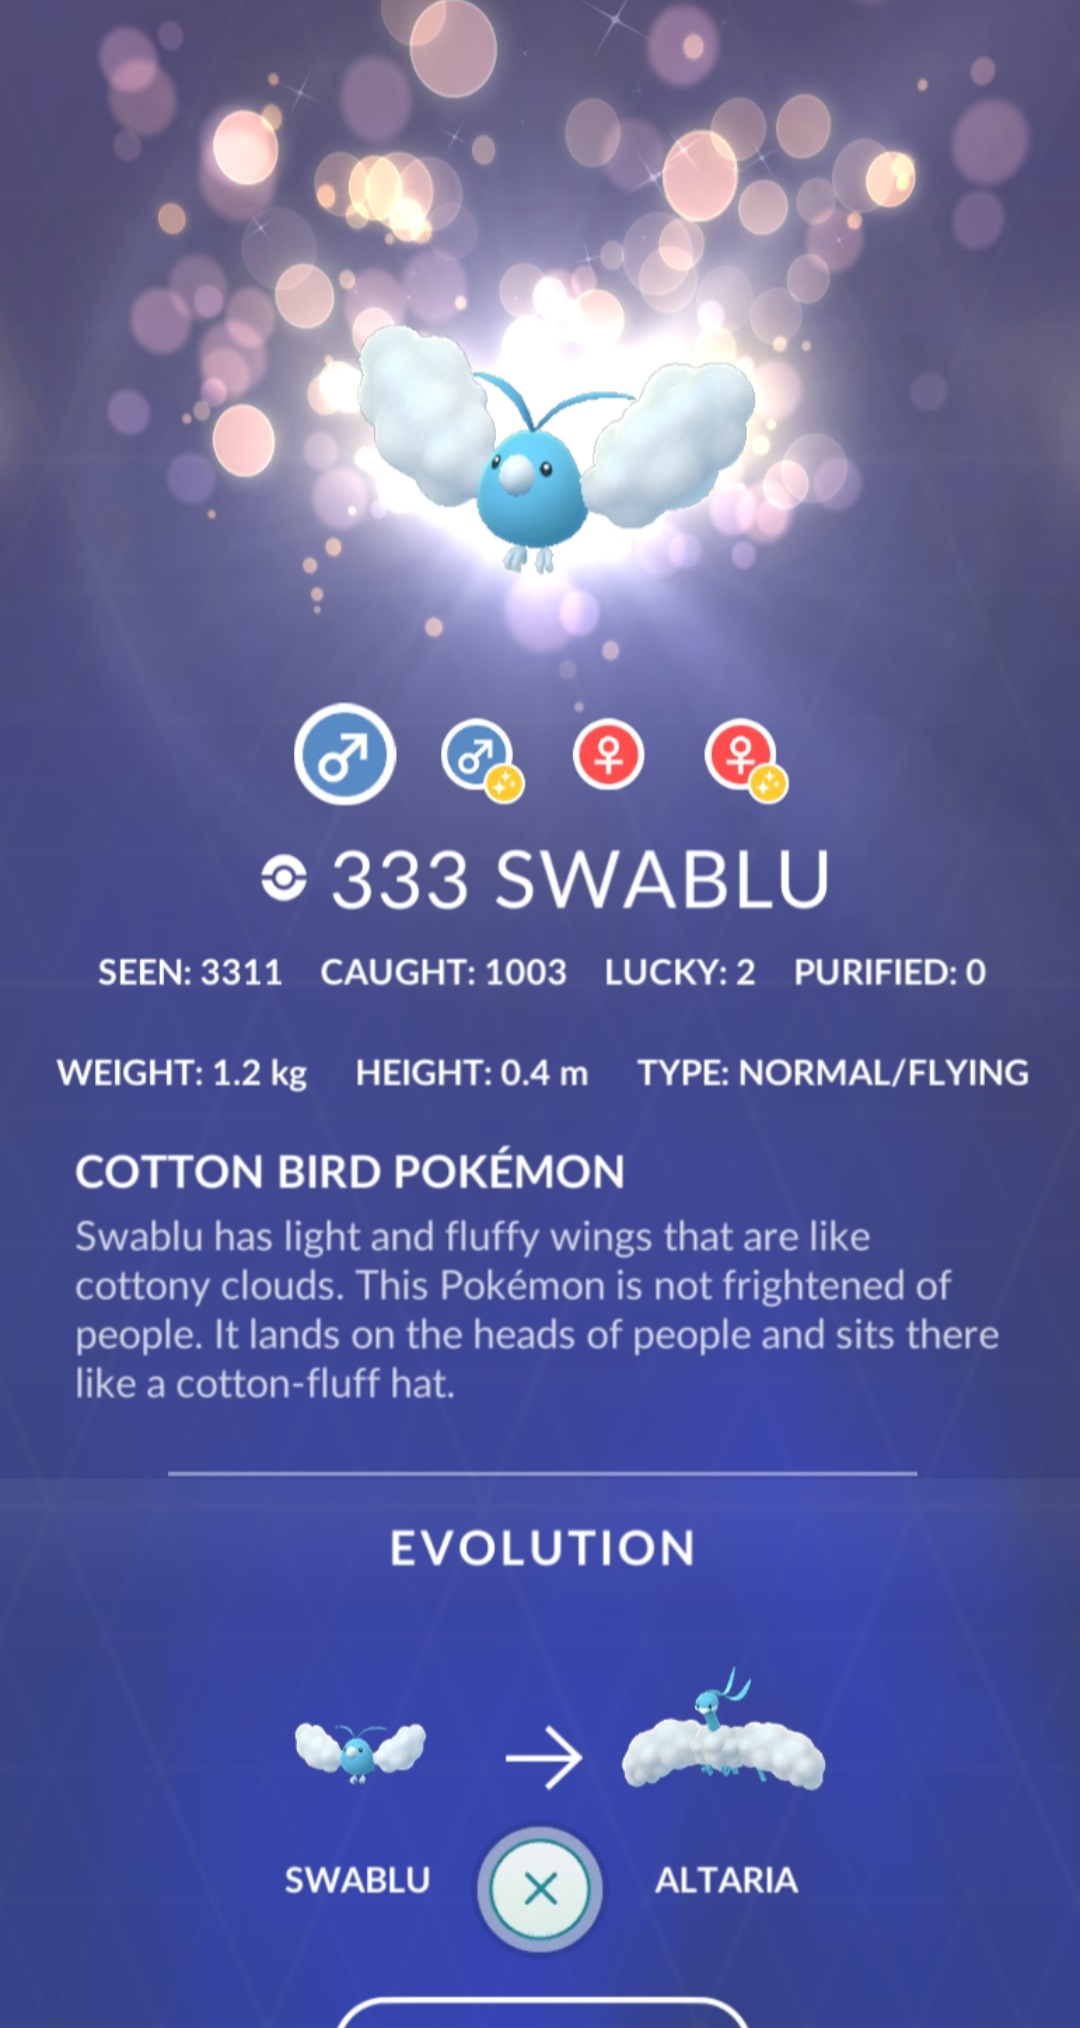 333 SWABLU
SEEN: 3311 CAUGHT: 1003 LUCKY: 2 PURIFIED: 0
WEIGHT: 1.2 kg HEIGHT: 0.4 m TYPE: NORMAL/FLYING
COTTON BIRD POKÉMON
Swablu has light and fluffy wings that are like
cottony clouds. This Pokémon is not frightened of
people. It lands on the heads of people and sits there
like a cotton-fluff hat.
EVOLUTION
SWABLU ALTARIA